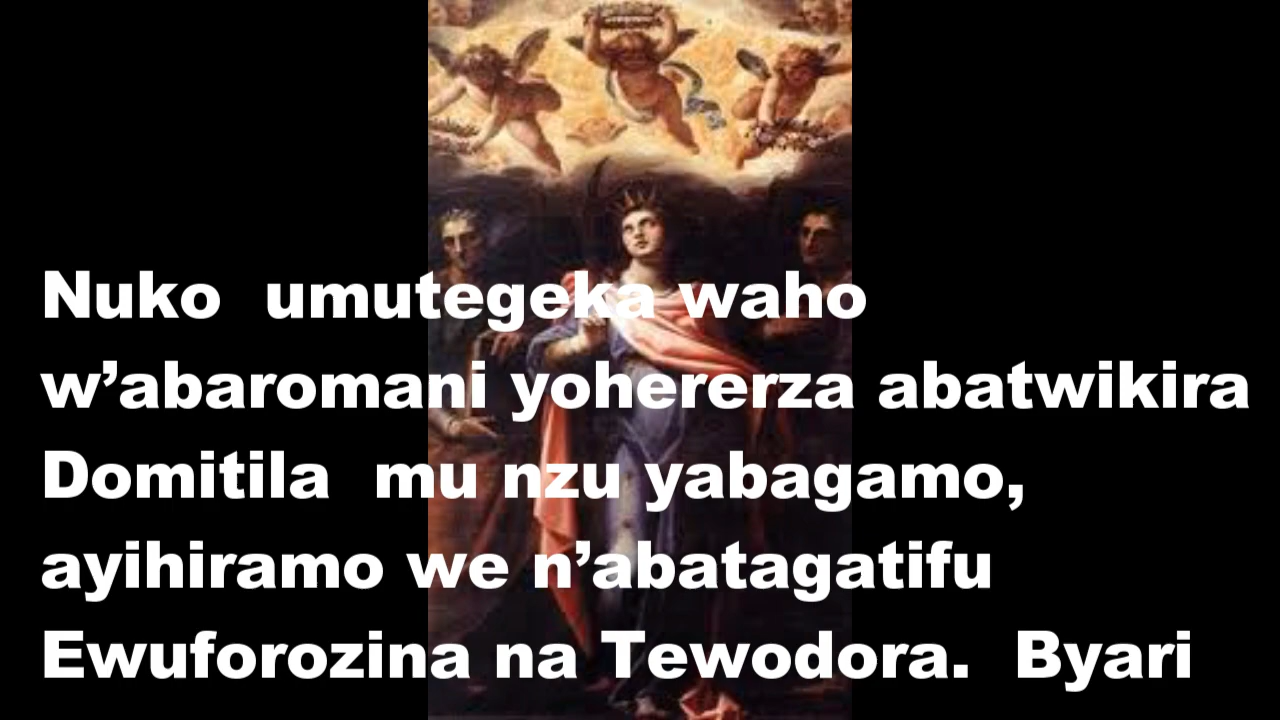 Nuko  umutegeka waho
w’abaromani yohererza abatwikira
Domitila  mu nzu yabagamo,
ayihiramo we n’abatagatifu
Ewuforozina na Tewodora.  Byari